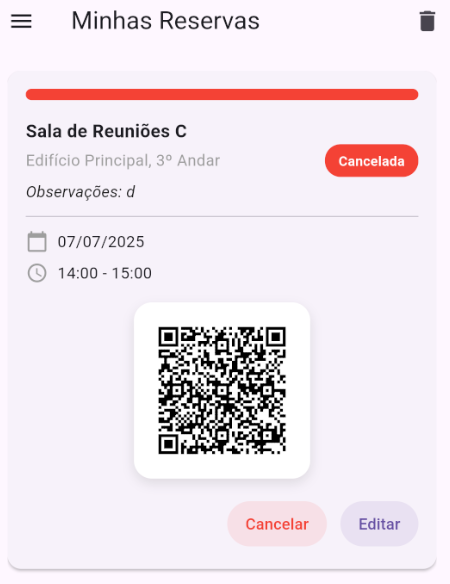 Minhas Reservas
Sala de Reuniões C
Edifício Principal, 3º Andar
Cancelada
Observações: d
07/07/2025
14:00 - 15:00
Cancelar
Editar